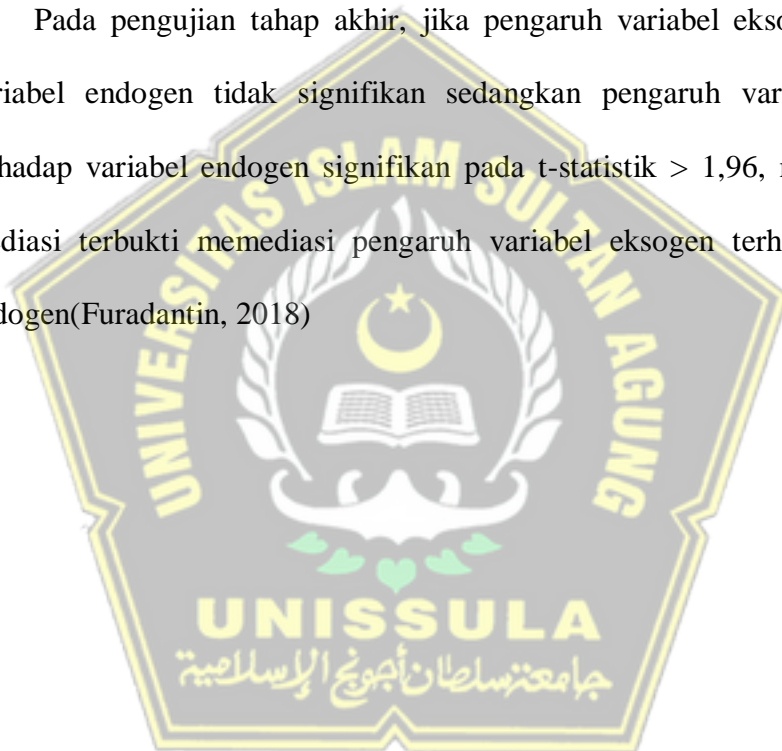 Pada pengujian tahap akhir, jika pengaruh variabel ekso
riabel endogen tidak signifikan sedangkan pengaruh var
hadap variabel endogen signifikan pada t-statistik > 1,96, 
diasi terbukti memediasi pengaruh variabel eksogen terh
dogen(Furadantin, 2018)
UNIVERSITAS ISLAM SULTAN AGUNG
UNISSULA
جامعنسلطان أجونج الإسلامية